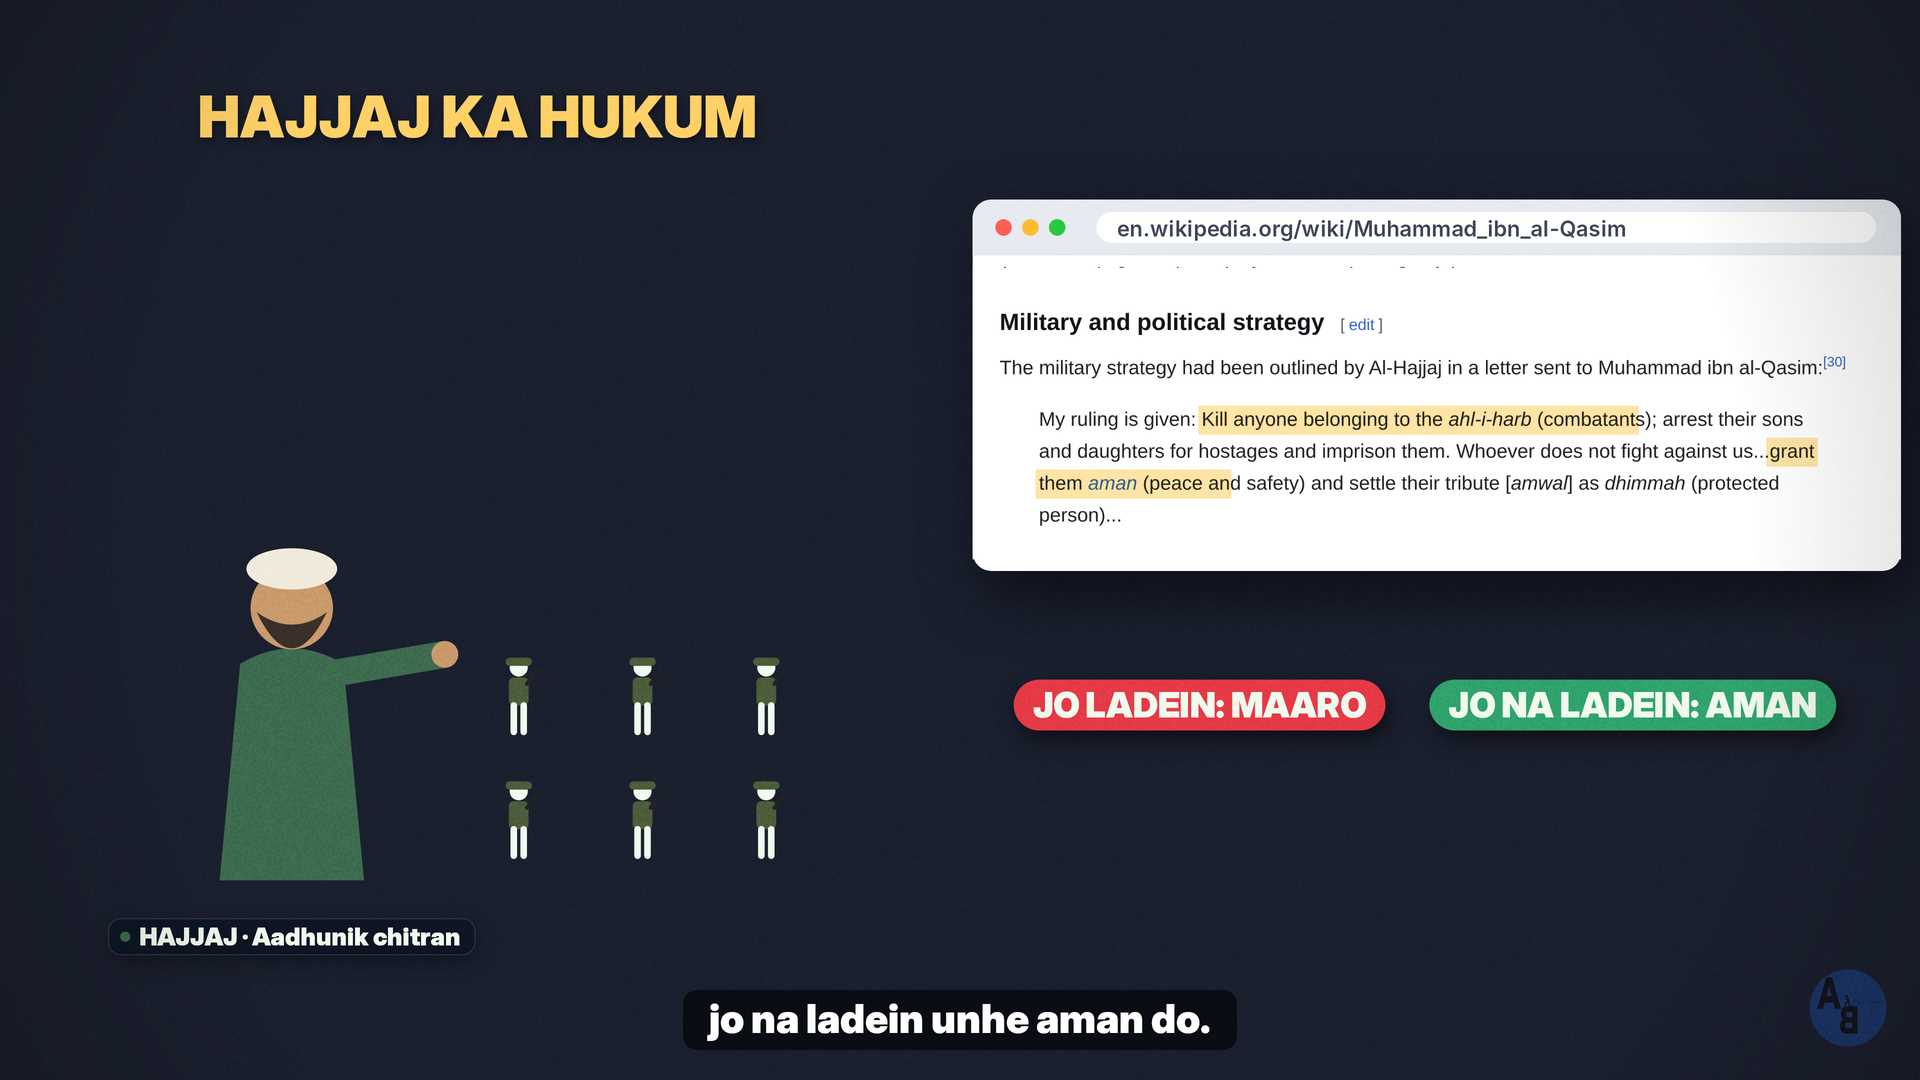 HAJJAJ KA HUKUM
en.wikipedia.org/wiki/Muhammad_ibn_al-Qasim
Military and political strategy [ edit ]
The military strategy had been outlined by Al-Hajjaj in a letter sent to Muhammad ibn al-Qasim:[30]
My ruling is given: Kill anyone belonging to the ahl-i-harb (combatants); arrest their sons
and daughters for hostages and imprison them. Whoever does not fight against us...grant
them aman (peace and safety) and settle their tribute [amwal] as dhimmah (protected
person)...
JO LADEIN: MAARO
JO NA LADEIN: AMAN
HAJJAJ · Aadhunik chitran
jo na ladein unhe aman do.
A
B